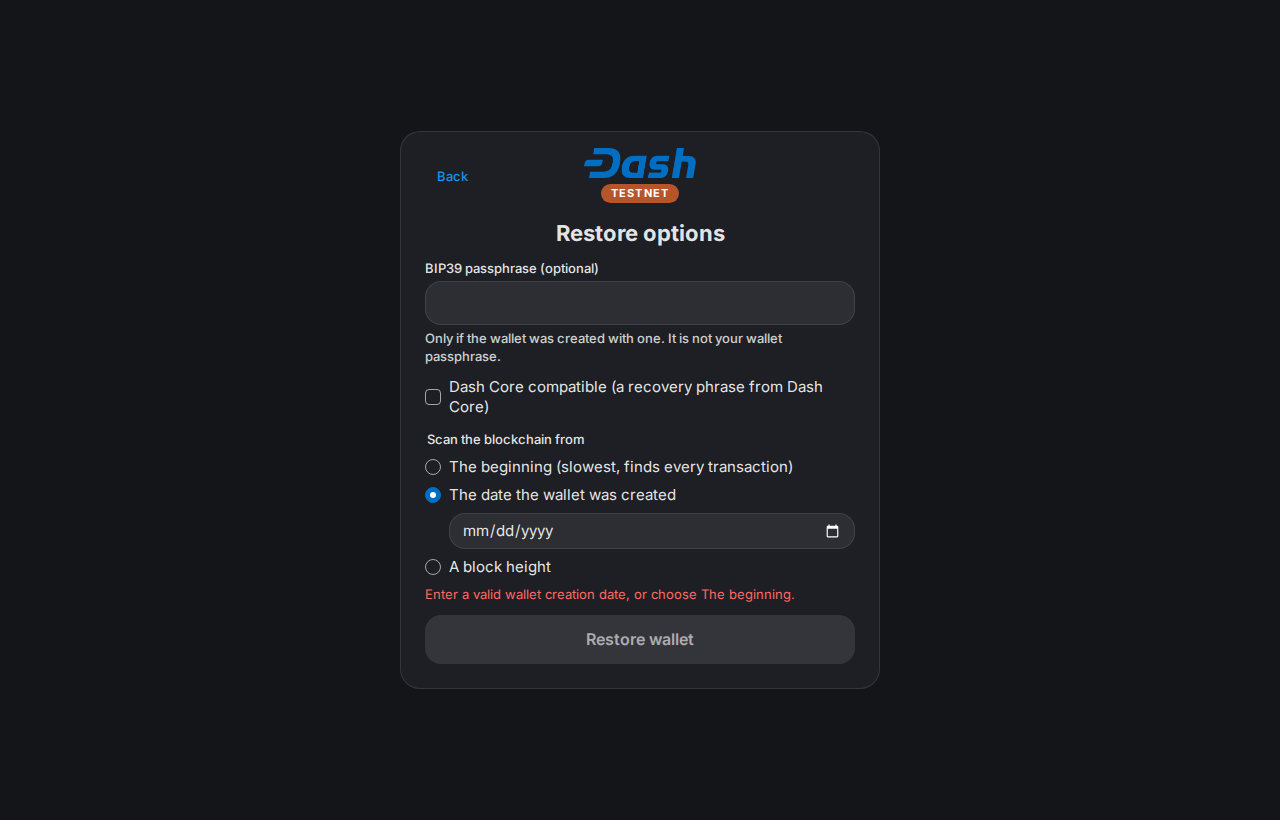 Back
Dash
TESTNET
Restore options
BIP39 passphrase (optional)
Only if the wallet was created with one. It is not your wallet
passphrase.
Dash Core compatible (a recovery phrase from Dash
Core)
Scan the blockchain from
The beginning (slowest, finds every transaction)
The date the wallet was created
mm/dd/yyyy
A block height
Enter a valid wallet creation date, or choose The beginning.
Restore wallet